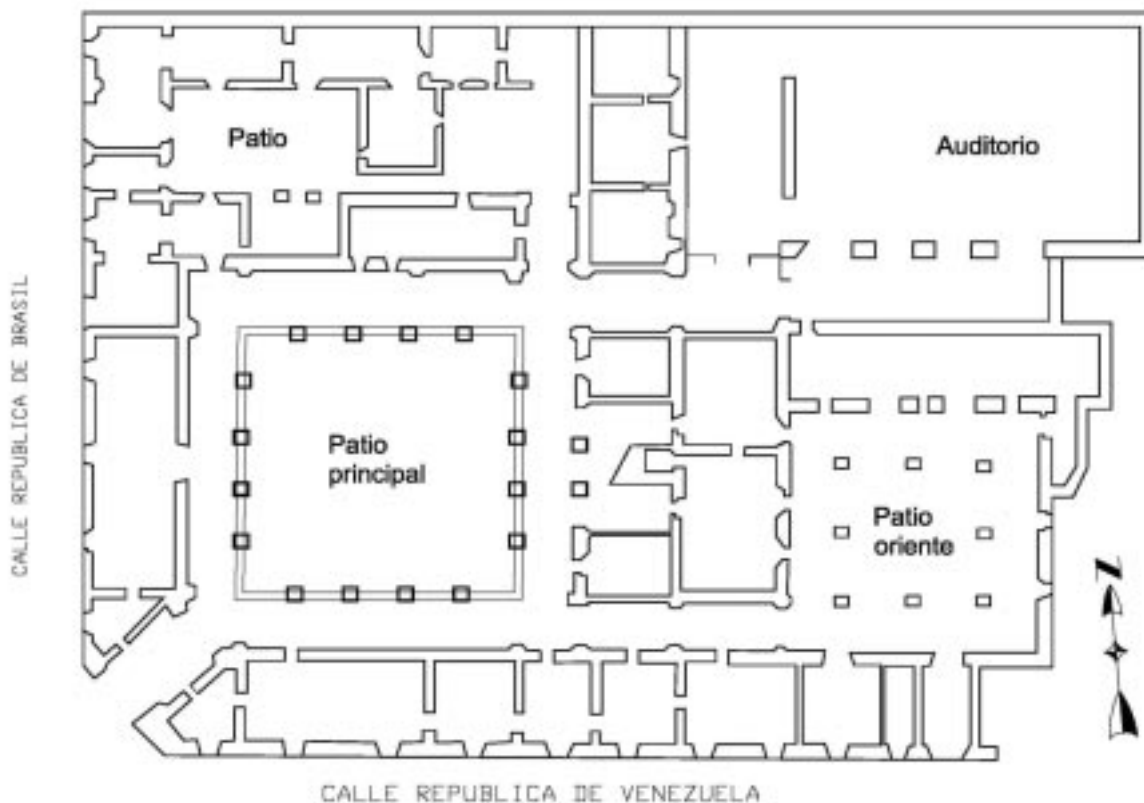 Patio
Auditorio
CALLE REPUBLICA DE BRASIL
Patio
principal
Patio
oriente
N
CALLE REPUBLICA DE VENEZUELA